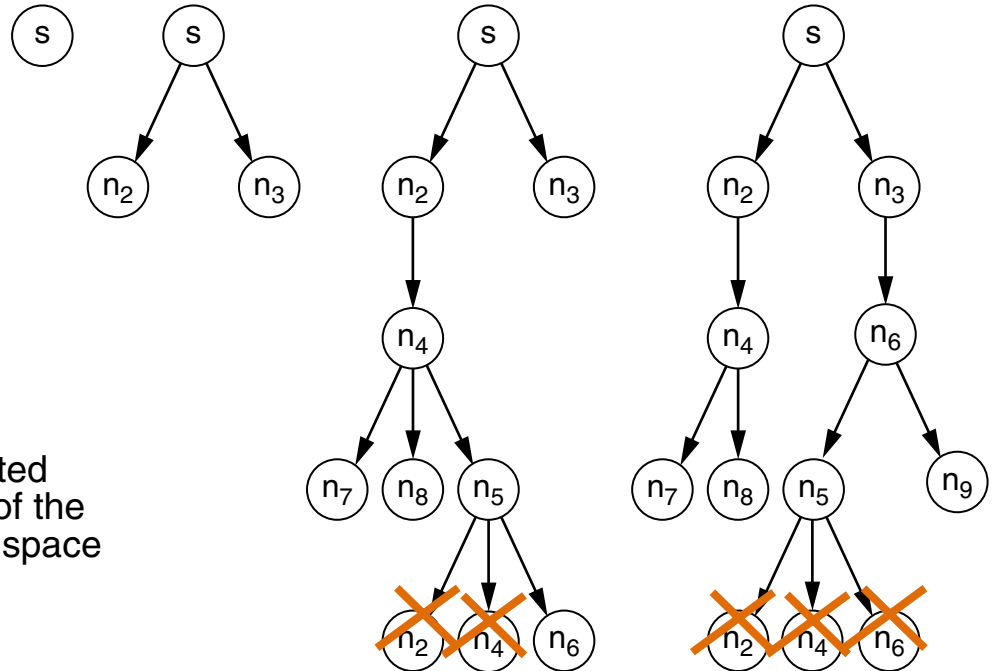 s s s s
n₂ n₃ n₂ n₃ n₂ n₃
n₄ n₄ n₆
n₇ n₈ n₅ n₇ n₈ n₅ n₉
ted
of the
space
n₂ n₄ n₆ n₂ n₄ n₆